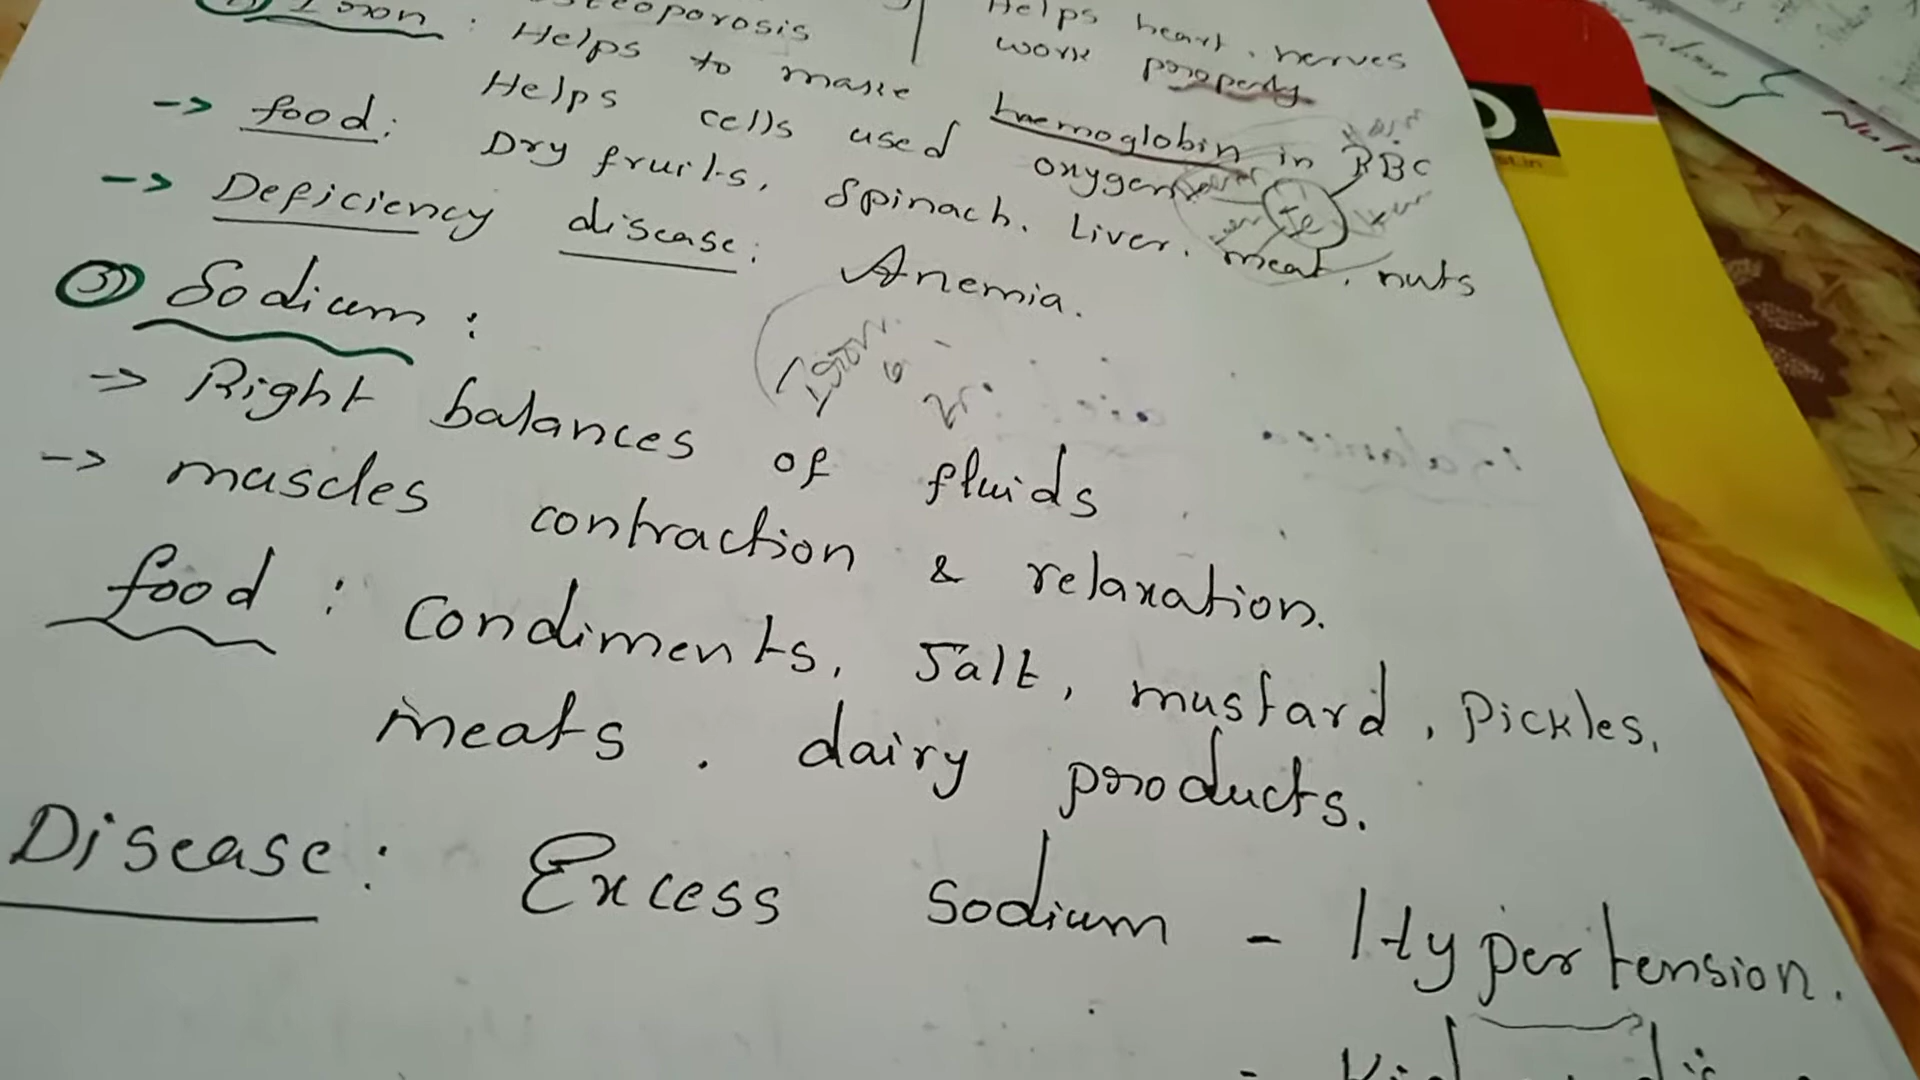 Helps heart, nerves
work properly
Iron : Helps to make haemoglobin in RBC
Helps cells used oxygen
-> food: Dry fruits, Spinach, Liver, meat, nuts
-> Deficiency disease: Anemia.
3) Sodium :
-> Right balances of fluids
-> muscles contraction & relaxation.
food : Condiments, Salt, mustard, Pickles,
meats, dairy products.
Disease: Excess Sodium - Hypertension.
Fe